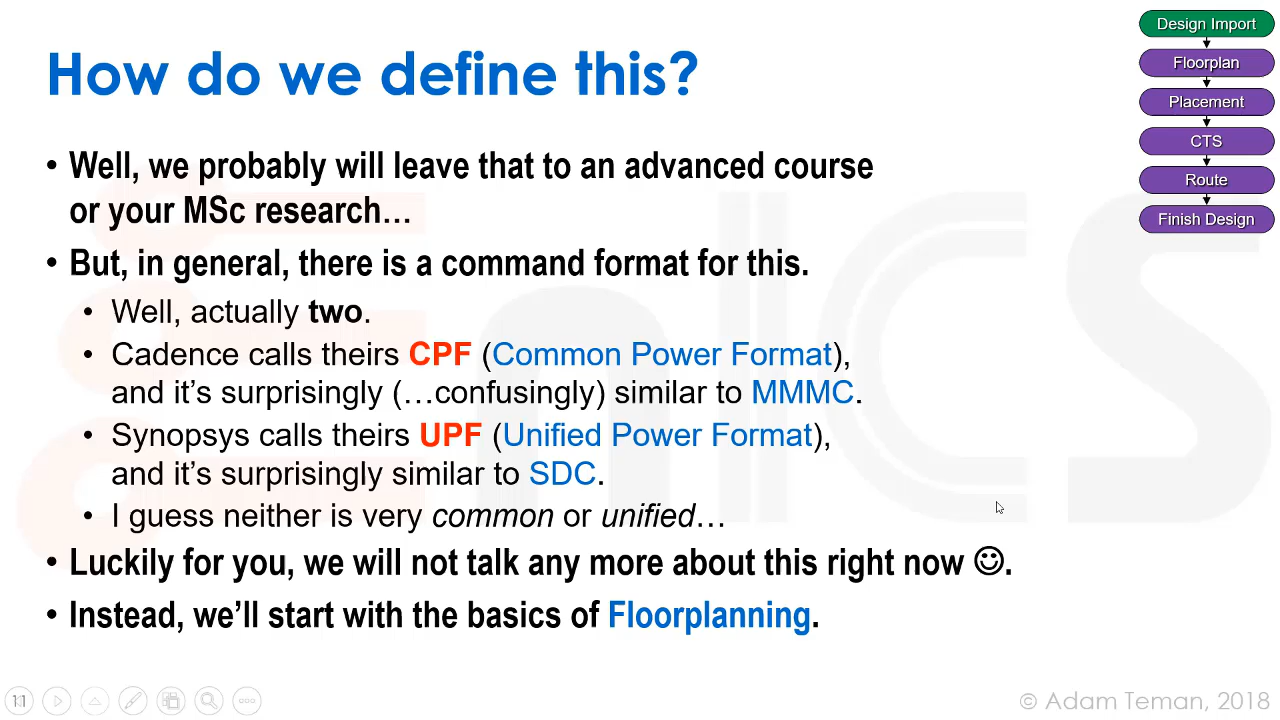 How do we define this?
• Well, we probably will leave that to an advanced course
or your MSc research…
• But, in general, there is a command format for this.
• Well, actually two.
• Cadence calls theirs CPF (Common Power Format),
and it’s surprisingly (…confusingly) similar to MMMC.
• Synopsys calls theirs UPF (Unified Power Format),
and it’s surprisingly similar to SDC.
• I guess neither is very common or unified…
• Luckily for you, we will not talk any more about this right now ☺.
• Instead, we’ll start with the basics of Floorplanning.
Design Import
Floorplan
Placement
CTS
Route
Finish Design
EnICS
11
© Adam Teman, 2018